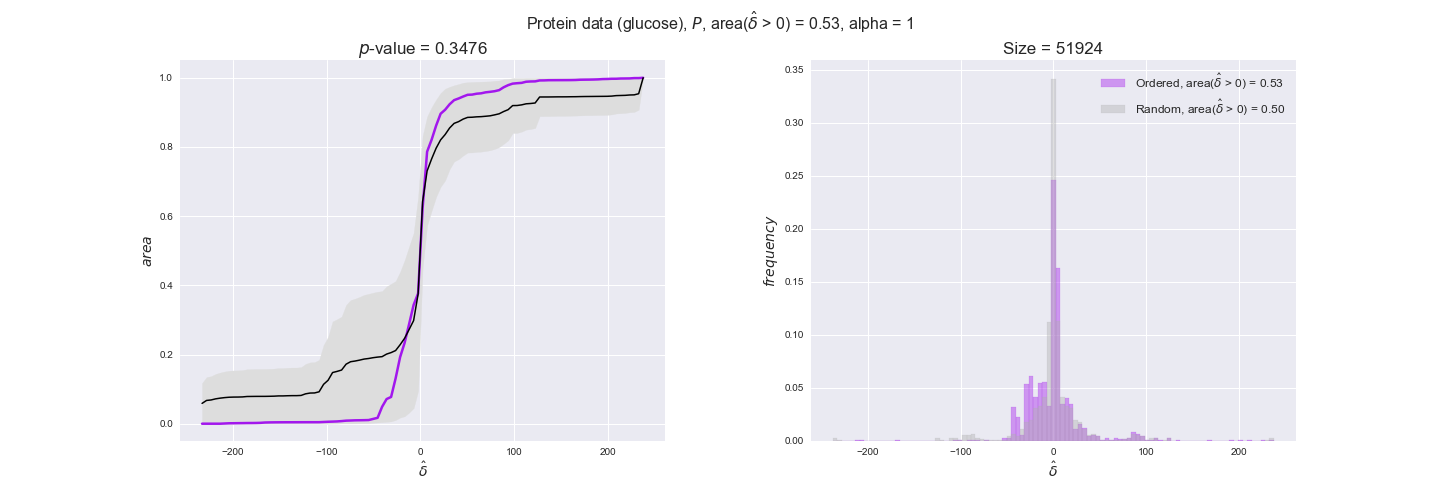 Protein data (glucose), P, area(δ̂ > 0) = 0.53, alpha = 1
p-value = 0.3476
1.0
0.8
0.6
0.4
0.2
0.0
area
−200
−100
0
100
200
δ̂
Size = 51924
0.35
0.30
0.25
0.20
0.15
0.10
0.05
0.00
frequency
Ordered, area(δ̂ > 0) = 0.53
Random, area(δ̂ > 0) = 0.50
−200
−100
0
100
200
δ̂